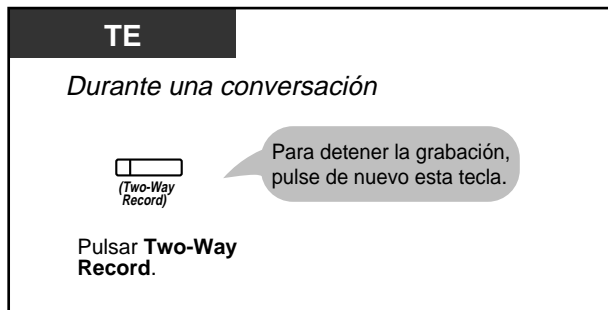 TE
Durante una conversación
Para detener la grabación,
pulse de nuevo esta tecla.
(Two-Way
Record)
Pulsar Two-Way
Record.